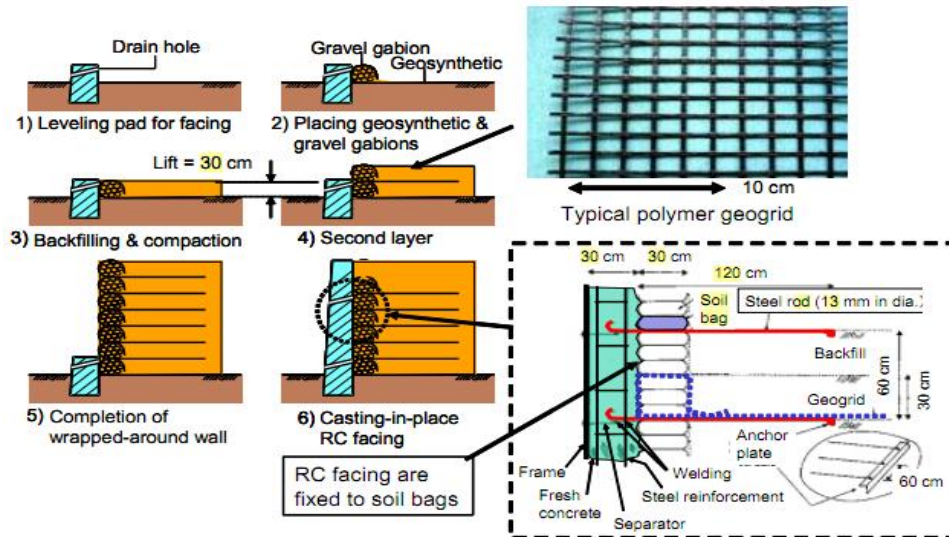 Drain hole
Gravel gabion
Geosynthetic
1) Leveling pad for facing
2) Placing geosynthetic &
gravel gabions
Lift = 30 cm
3) Backfilling & compaction
4) Second layer
5) Completion of
wrapped-around wall
6) Casting-in-place
RC facing
RC facing are
fixed to soil bags
10 cm
Typical polymer geogrid
30 cm
30 cm
120 cm
Soil
bag
Steel rod (13 mm in dia.)
Backfill
60 cm
30 cm
Geogrid
Anchor
plate
60 cm
Frame
Fresh
concrete
Welding
Steel reinforcement
Separator